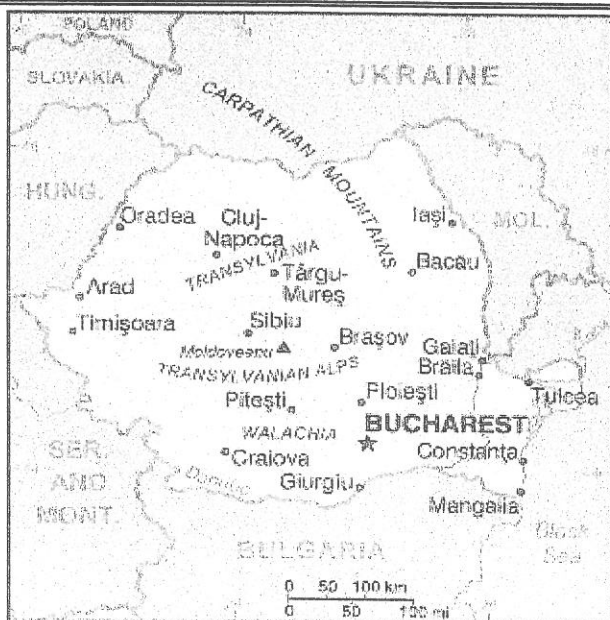 POLAND
SLOVAKIA
UKRAINE
CARPATHIAN
MOUNTAINS
HUNG.
MOL.
Oradea
Cluj-
Napoca
Iaşi
TRANSYLVANIA
Bacău
Târgu-
Mureş
Arad
Timişoara
Sibiu
Braşov
Moldoveanu
Galaţi
Brăila
TRANSYLVANIAN ALPS
Tulcea
Piteşti
Ploieşti
BUCHAREST
WALACHIA
SER.
AND
MONT.
Craiova
Constanţa
Danube
Giurgiu
Mangalia
Black
Sea
BULGARIA
0 50 100 km
0 50 100 mi